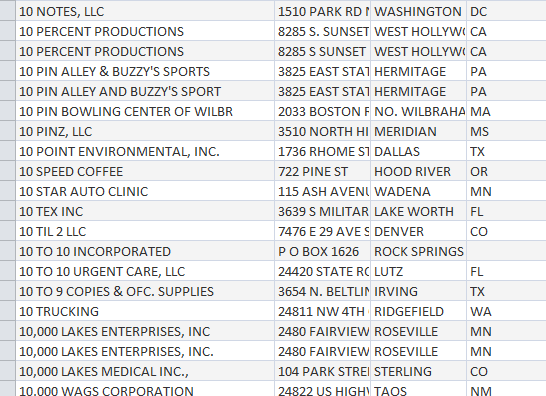 10 NOTES, LLC 1510 PARK RD WASHINGTON DC
10 PERCENT PRODUCTIONS 8285 S. SUNSET WEST HOLLYW CA
10 PERCENT PRODUCTIONS 8285 S SUNSET WEST HOLLYW CA
10 PIN ALLEY & BUZZY'S SPORTS 3825 EAST STAT HERMITAGE PA
10 PIN ALLEY AND BUZZY'S SPORT 3825 EAST STAT HERMITAGE PA
10 PIN BOWLING CENTER OF WILBR 2033 BOSTON NO. WILBRAHA MA
10 PINZ, LLC 3510 NORTH HI MERIDIAN MS
10 POINT ENVIRONMENTAL, INC. 1736 RHOME ST DALLAS TX
10 SPEED COFFEE 722 PINE ST HOOD RIVER OR
10 STAR AUTO CLINIC 115 ASH AVENU WADENA MN
10 TEX INC 3639 S MILITAR LAKE WORTH FL
10 TIL 2 LLC 7476 E 29 AVE S DENVER CO
10 TO 10 INCORPORATED P O BOX 1626 ROCK SPRINGS
10 TO 10 URGENT CARE, LLC 24420 STATE RO LUTZ FL
10 TO 9 COPIES & OFC. SUPPLIES 3654 N. BELTLIN IRVING TX
10 TRUCKING 24811 NW 4TH RIDGEFIELD WA
10,000 LAKES ENTERPRISES, INC 2480 FAIRVIEW ROSEVILLE MN
10,000 LAKES ENTERPRISES, INC. 2480 FAIRVIEW ROSEVILLE MN
10,000 LAKES MEDICAL INC., 104 PARK STREE STERLING CO
10,000 WAGS CORPORATION 24822 US HIGHW TAOS NM